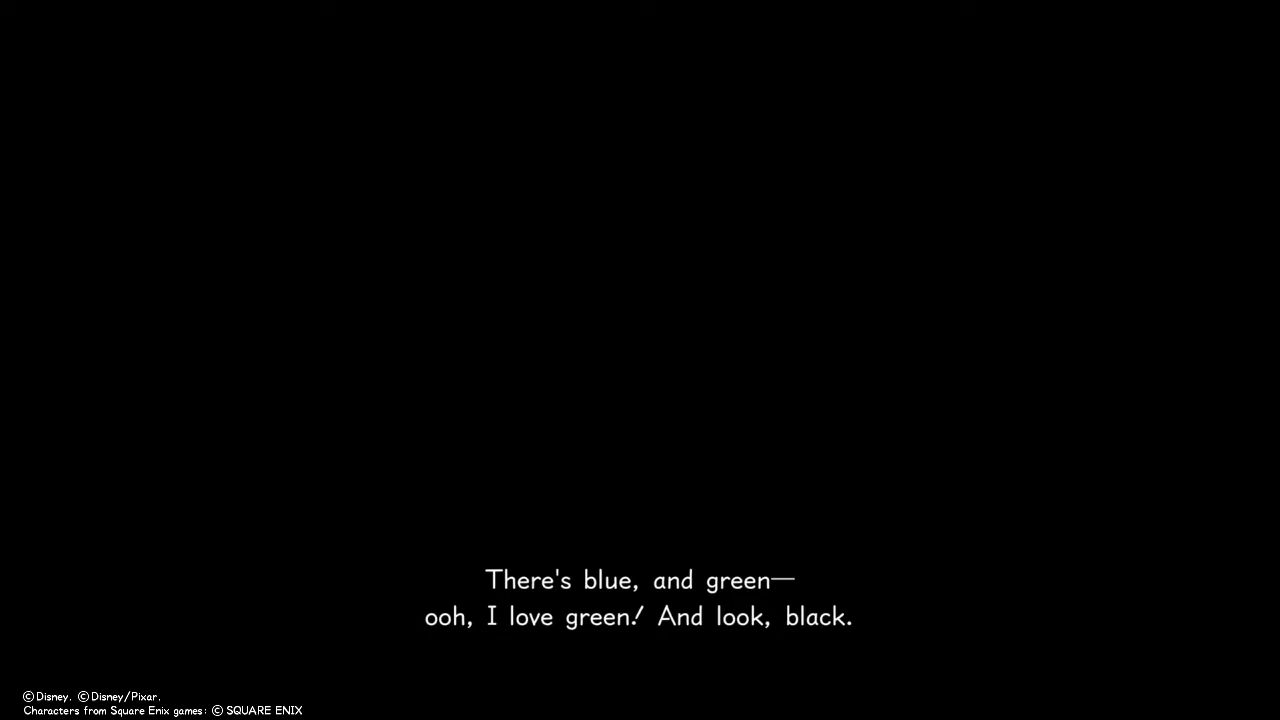 There's blue, and green—
ooh, I love green! And look, black.
©Disney. ©Disney/Pixar.
Characters from Square Enix games: © SQUARE ENIX